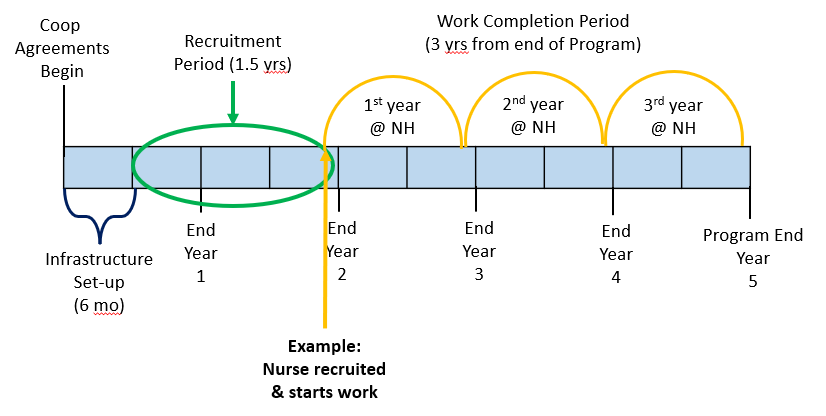 Coop
Agreements
Begin
Recruitment
Period (1.5 yrs)
Work Completion Period
(3 yrs from end of Program)
1st year
@ NH
2nd year
@ NH
3rd year
@ NH
Infrastructure
Set-up
(6 mo)
End
Year
1
End
Year
2
End
Year
3
End
Year
4
Program End
Year
5
Example:
Nurse recruited
& starts work